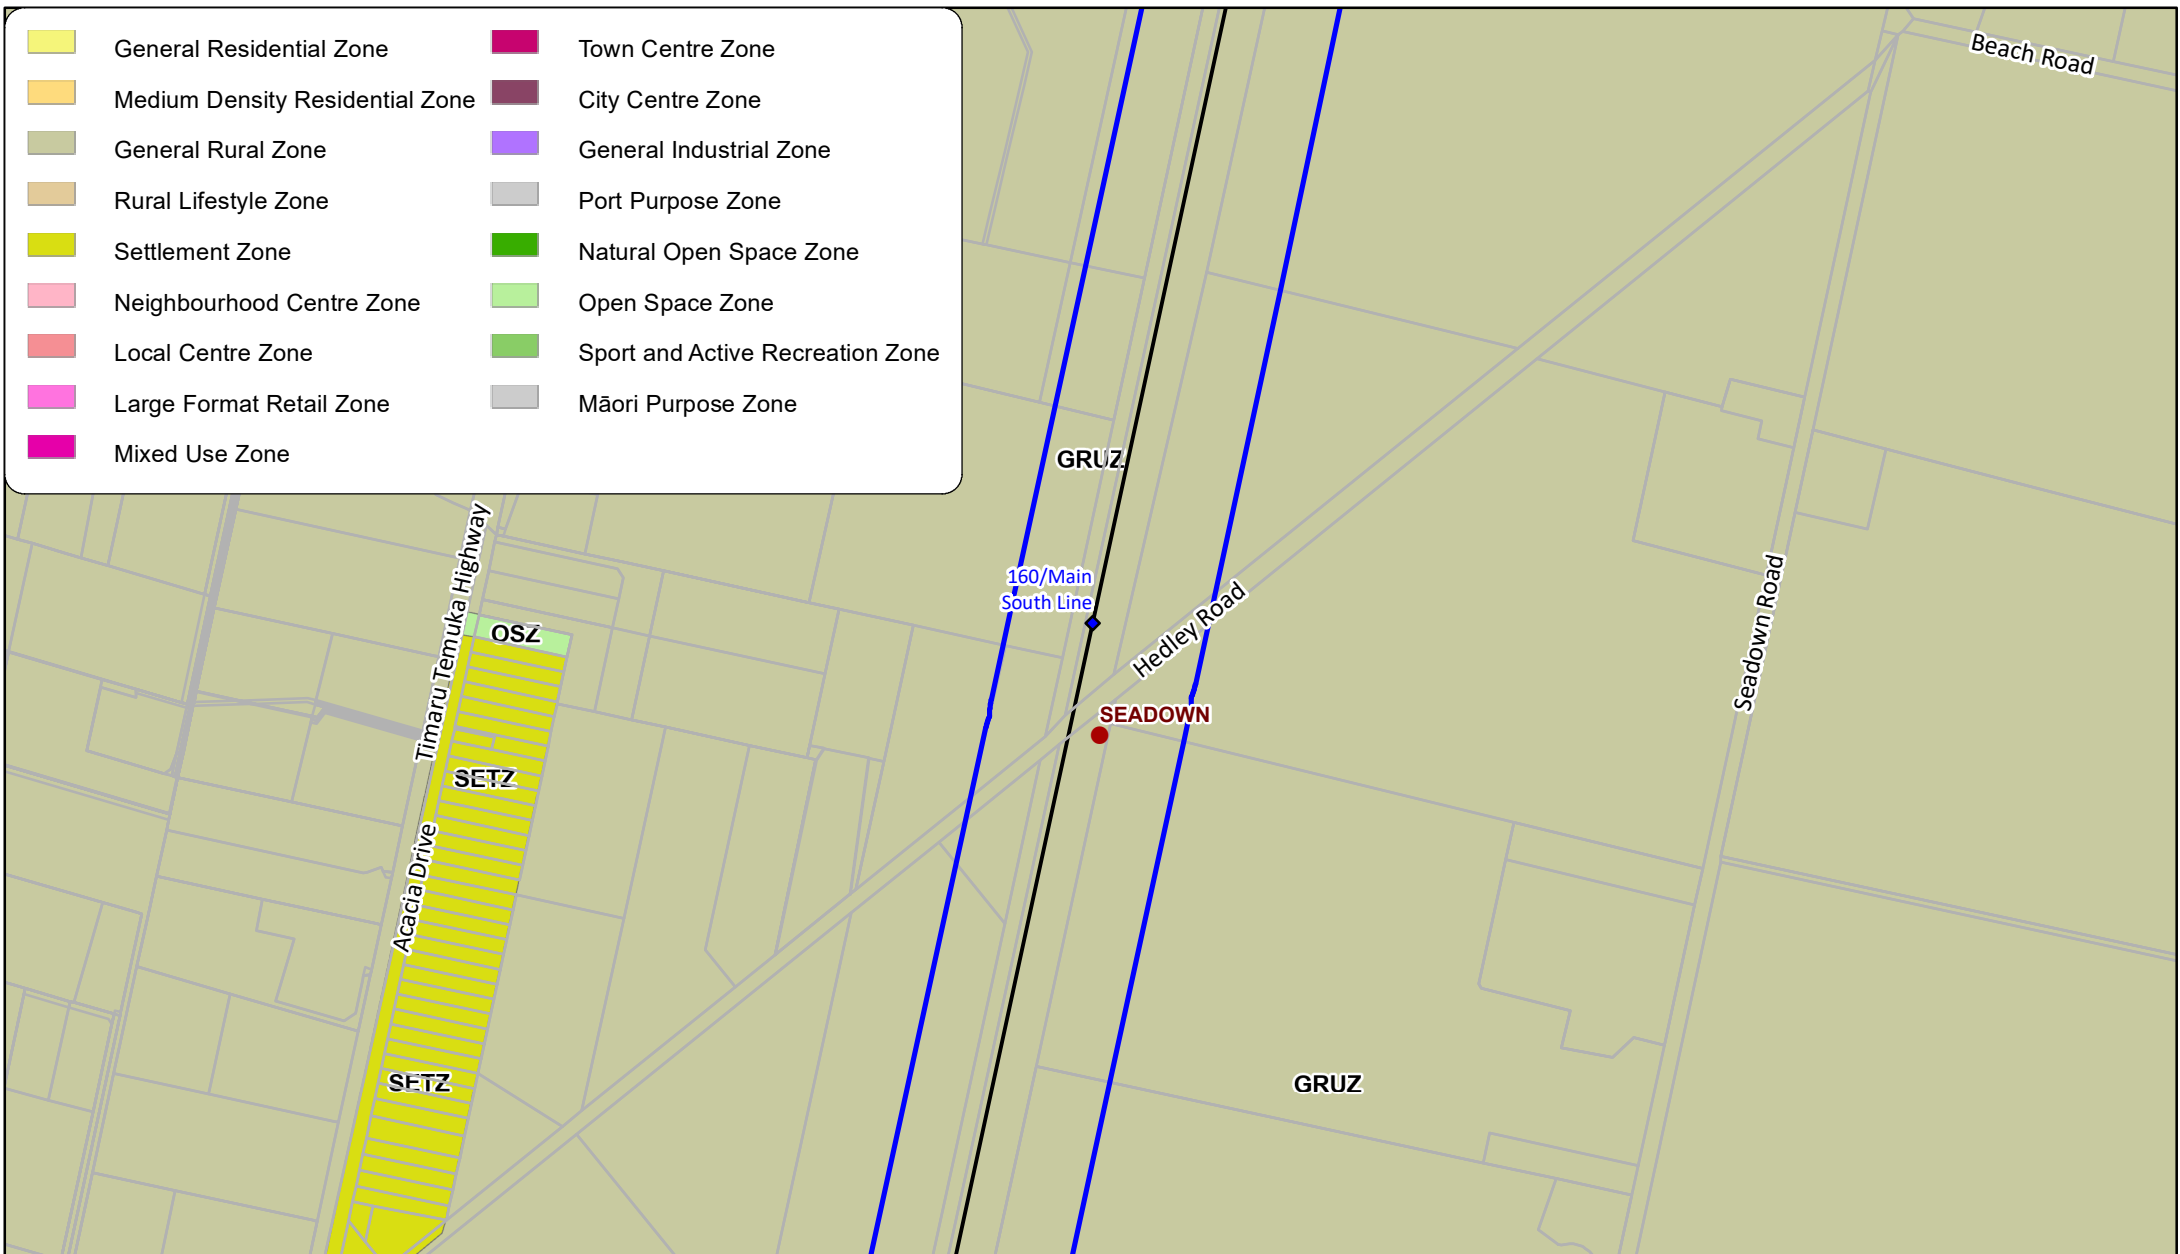 General Residential Zone
Medium Density Residential Zone
General Rural Zone
Rural Lifestyle Zone
Settlement Zone
Neighbourhood Centre Zone
Local Centre Zone
Large Format Retail Zone
Mixed Use Zone
Town Centre Zone
City Centre Zone
General Industrial Zone
Port Purpose Zone
Natural Open Space Zone
Open Space Zone
Sport and Active Recreation Zone
Māori Purpose Zone
Beach Road
GRUZ
160/Main
South Line
Hedley Road
SEADOWN
Seadown Road
Timaru Temuka Highway
OSZ
SETZ
Acacia Drive
SETZ
GRUZ